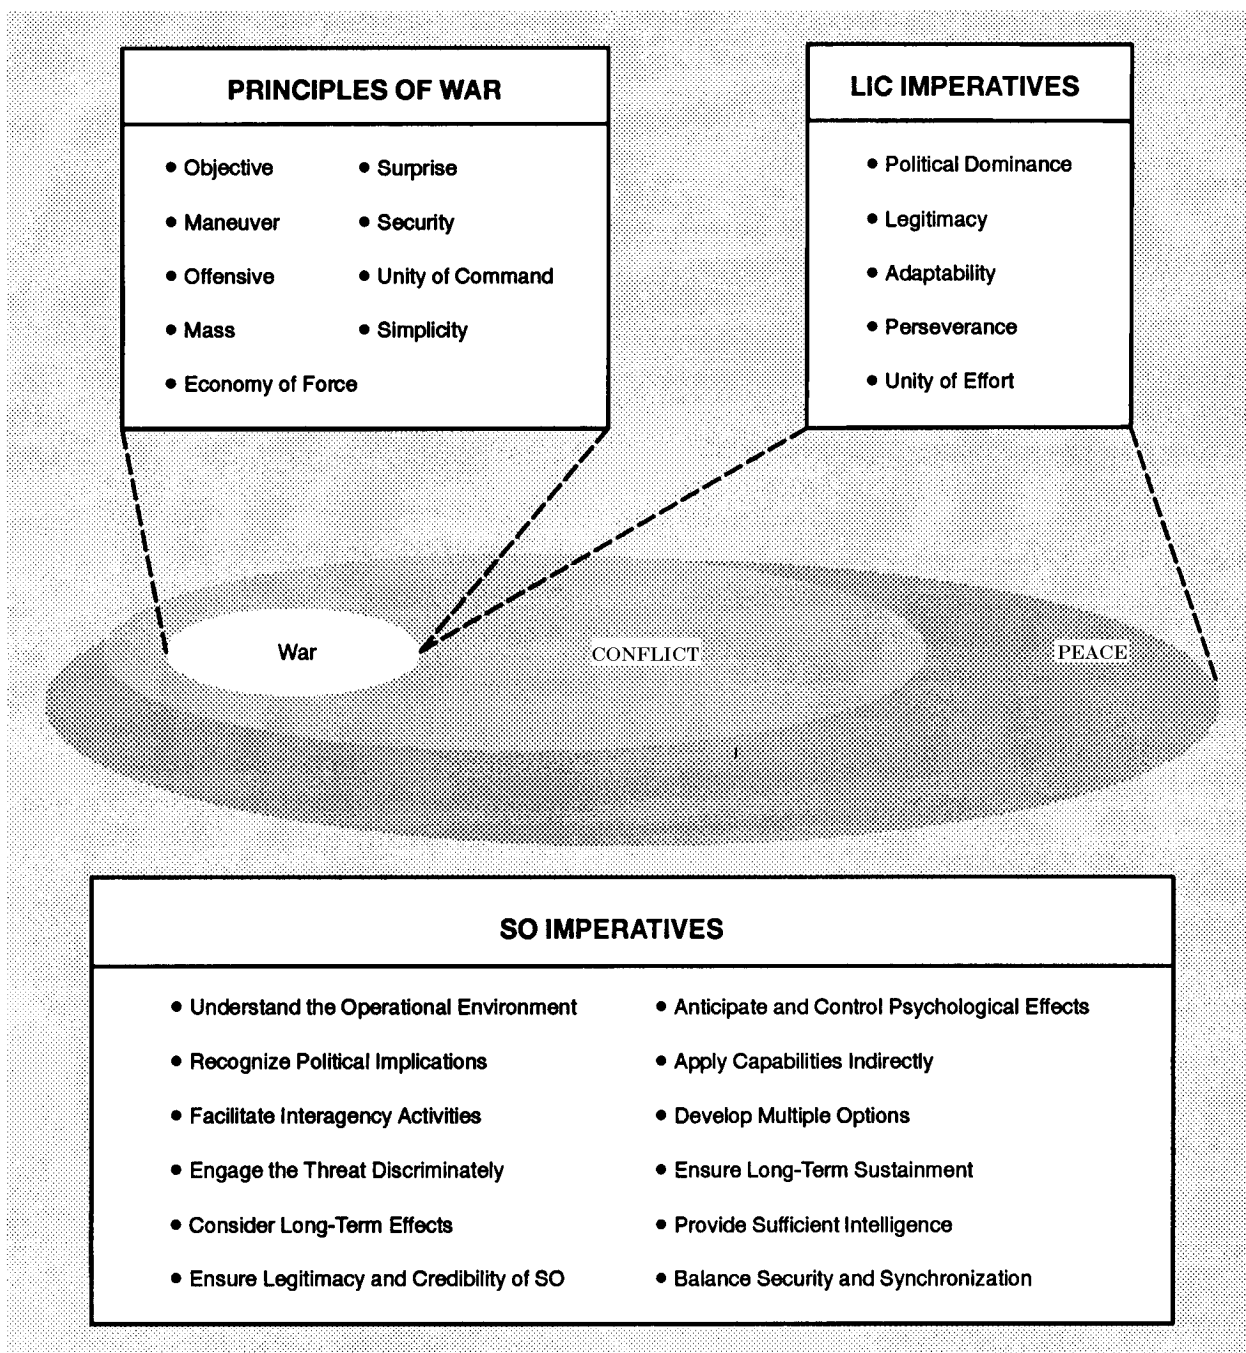 PRINCIPLES OF WAR
• Objective
• Maneuver
• Offensive
• Mass
• Economy of Force
• Surprise
• Security
• Unity of Command
• Simplicity
LIC IMPERATIVES
• Political Dominance
• Legitimacy
• Adaptability
• Perseverance
• Unity of Effort
War
CONFLICT
PEACE
SO IMPERATIVES
• Understand the Operational Environment
• Recognize Political Implications
• Facilitate Interagency Activities
• Engage the Threat Discriminately
• Consider Long-Term Effects
• Ensure Legitimacy and Credibility of SO
• Anticipate and Control Psychological Effects
• Apply Capabilities Indirectly
• Develop Multiple Options
• Ensure Long-Term Sustainment
• Provide Sufficient Intelligence
• Balance Security and Synchronization